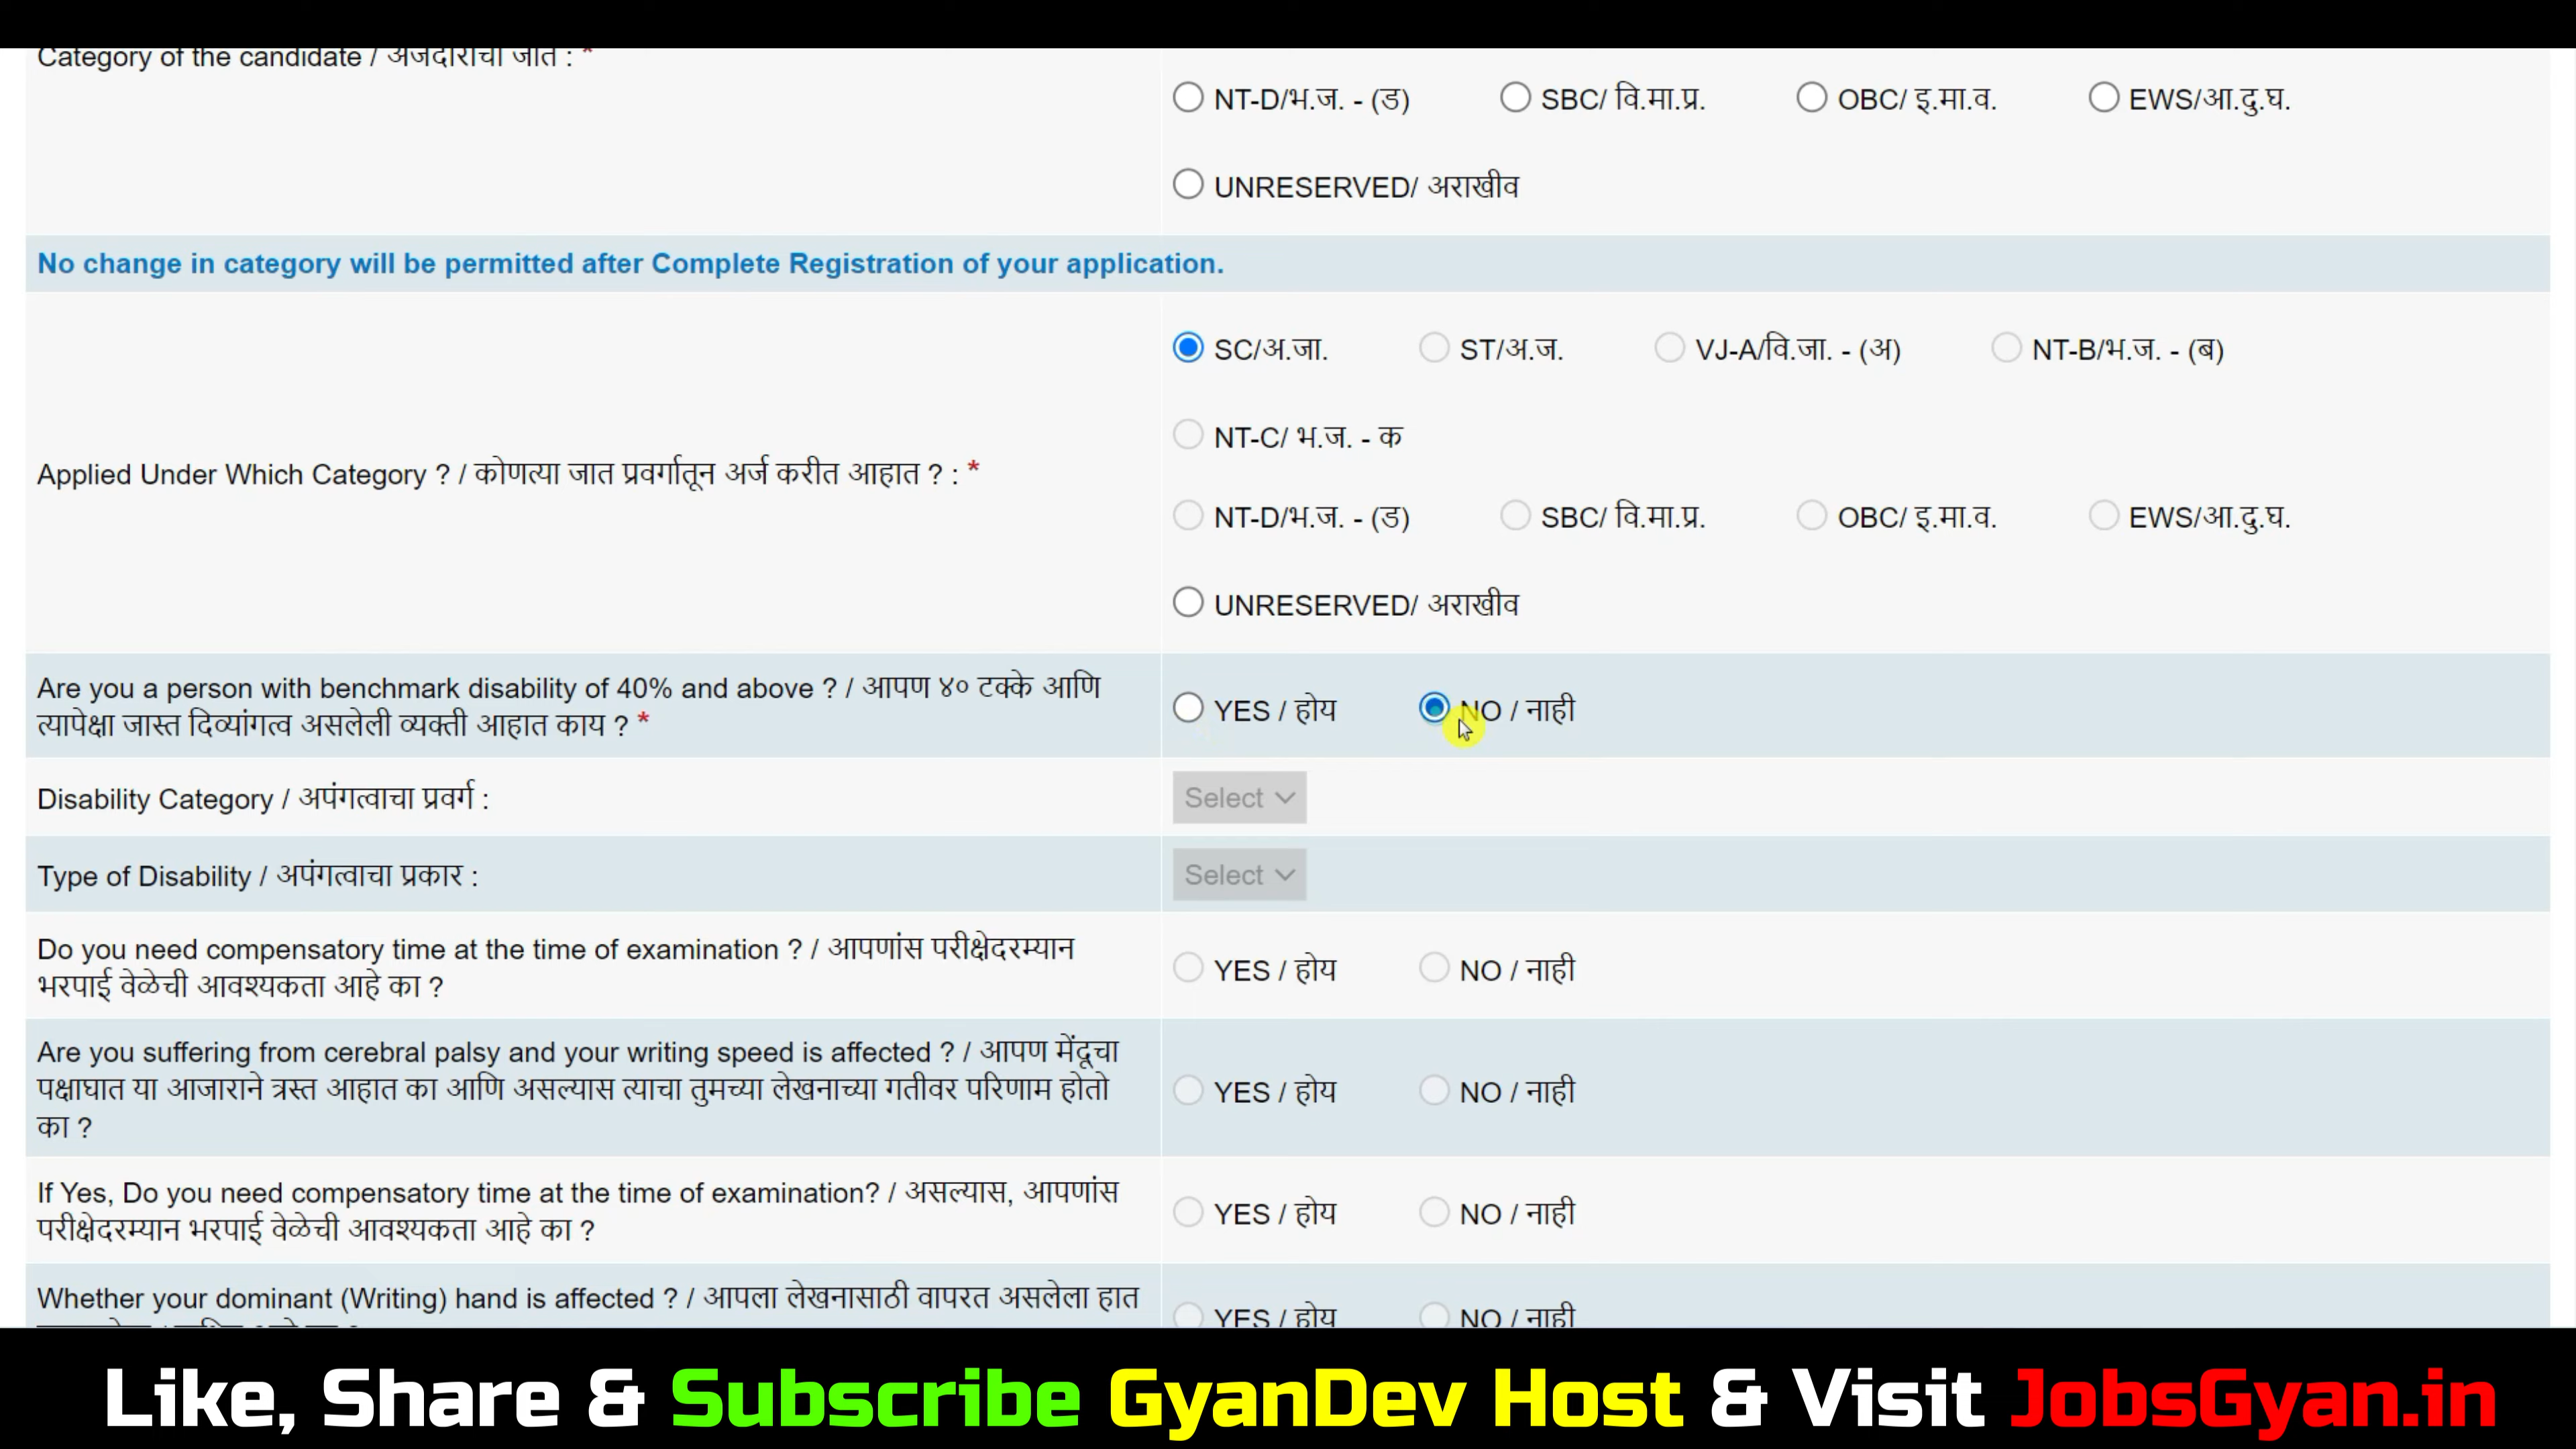 Category of the candidate / अर्जदाराची जात : *
NT-D/भ.ज. - (ड) SBC/ वि.मा.प्र. OBC/ इ.मा.व. EWS/आ.दु.घ.
UNRESERVED/ अराखीव
No change in category will be permitted after Complete Registration of your application.
SC/अ.जा. ST/अ.ज. VJ-A/वि.जा. - (अ) NT-B/भ.ज. - (ब)
NT-C/ भ.ज. - क
Applied Under Which Category ? / कोणत्या जात प्रवर्गातून अर्ज करीत आहात ? : *
NT-D/भ.ज. - (ड) SBC/ वि.मा.प्र. OBC/ इ.मा.व. EWS/आ.दु.घ.
UNRESERVED/ अराखीव
Are you a person with benchmark disability of 40% and above ? / आपण ४० टक्के आणि
त्यापेक्षा जास्त दिव्यांगत्व असलेली व्यक्ती आहात काय ? *
YES / होय NO / नाही
Disability Category / अपंगत्वाचा प्रवर्ग :
Select
Type of Disability / अपंगत्वाचा प्रकार :
Select
Do you need compensatory time at the time of examination ? / आपणांस परीक्षेदरम्यान
भरपाई वेळेची आवश्यकता आहे का ?
YES / होय NO / नाही
Are you suffering from cerebral palsy and your writing speed is affected ? / आपण मेंदूचा
पक्षाघात या आजाराने त्रस्त आहात का आणि असल्यास त्याचा तुमच्या लेखनाच्या गतीवर परिणाम होतो
का ?
YES / होय NO / नाही
If Yes, Do you need compensatory time at the time of examination? / असल्यास, आपणांस
परीक्षेदरम्यान भरपाई वेळेची आवश्यकता आहे का ?
YES / होय NO / नाही
Whether your dominant (Writing) hand is affected ? / आपला लेखनासाठी वापरत असलेला हात
YES / होय NO / नाही
Like, Share & Subscribe GyanDev Host & Visit JobsGyan.in